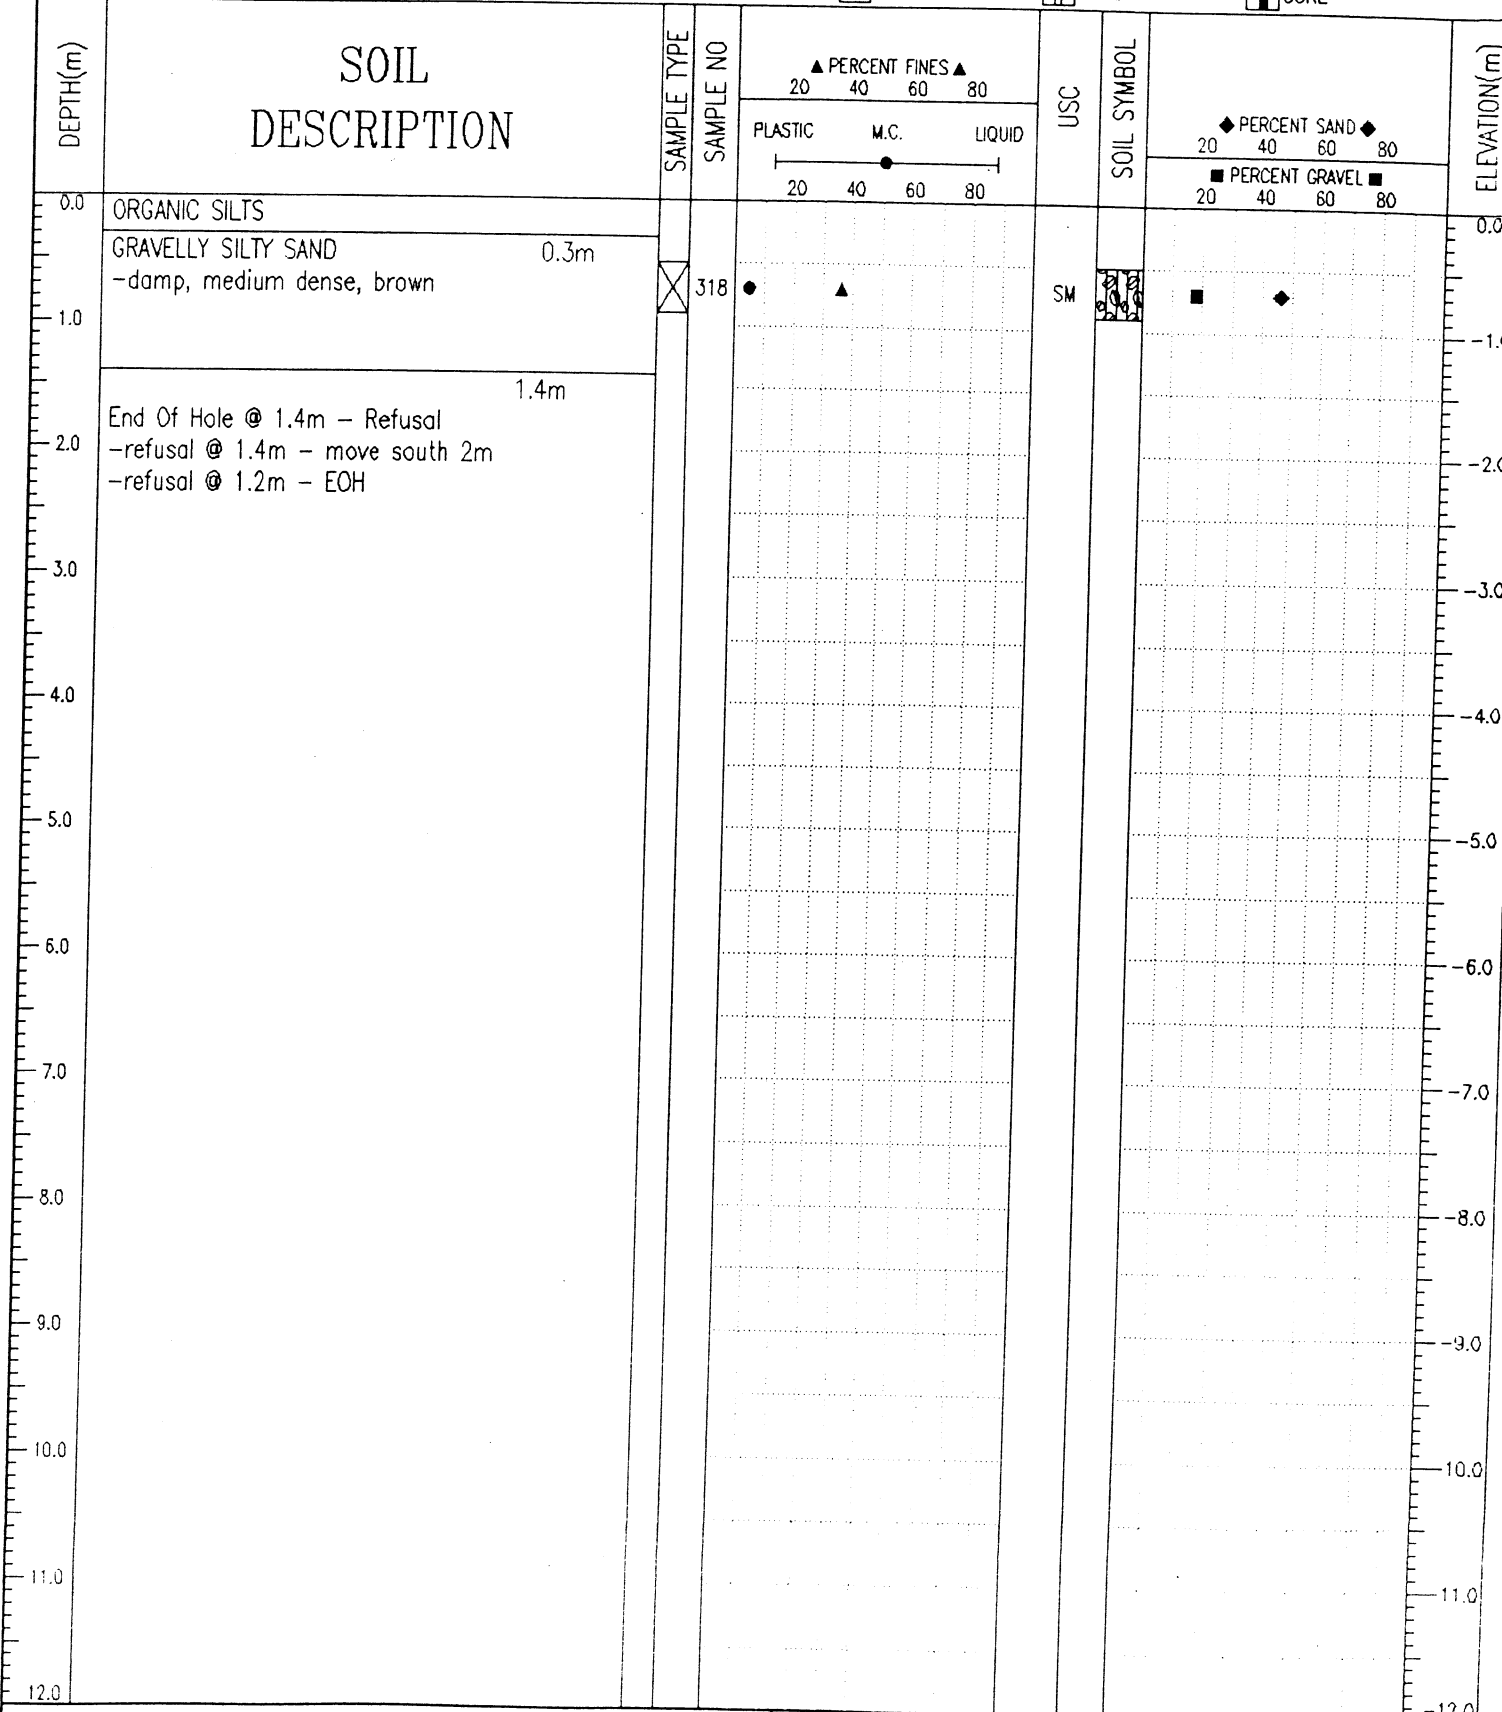 DEPTH(m)
SOIL
DESCRIPTION
SAMPLE TYPE
SAMPLE NO
▲ PERCENT FINES ▲
20 40 60 80
PLASTIC M.C. LIQUID
20 40 60 80
USC
SOIL SYMBOL
◆ PERCENT SAND ◆
20 40 60 80
■ PERCENT GRAVEL ■
20 40 60 80
ELEVATION(m)
0.0
ORGANIC SILTS
0.0
GRAVELLY SILTY SAND 0.3m
-damp, medium dense, brown
318
SM
1.0
1.4m
End Of Hole @ 1.4m - Refusal
-refusal @ 1.4m - move south 2m
-refusal @ 1.2m - EOH
2.0
-2.0
3.0
-3.0
4.0
-4.0
5.0
-5.0
6.0
-6.0
7.0
-7.0
8.0
-8.0
9.0
-9.0
10.0
-10.0
11.0
-11.0
12.0